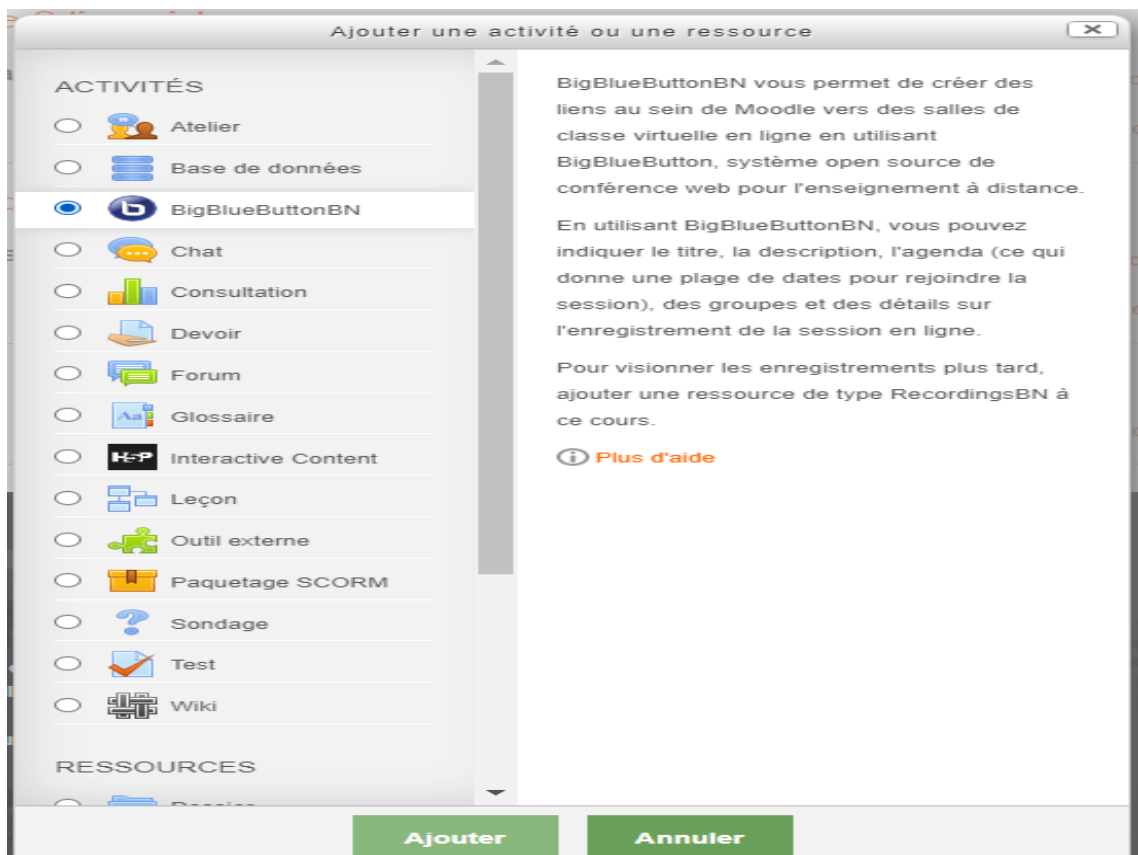 Ajouter une activité ou une ressource
ACTIVITÉS
Atelier
Base de données
BigBlueButtonBN
Chat
Consultation
Devoir
Forum
Aa
Glossaire
H-P
Interactive Content
Leçon
Outil externe
Paquetage SCORM
Sondage
Test
Wiki
RESSOURCES
BigBlueButtonBN vous permet de créer des
liens au sein de Moodle vers des salles de
classe virtuelle en ligne en utilisant
BigBlueButton, système open source de
conférence web pour l'enseignement à distance.
En utilisant BigBlueButtonBN, vous pouvez
indiquer le titre, la description, l'agenda (ce qui
donne une plage de dates pour rejoindre la
session), des groupes et des détails sur
l'enregistrement de la session en ligne.
Pour visionner les enregistrements plus tard,
ajouter une ressource de type RecordingsBN à
ce cours.
Plus d'aide
Ajouter
Annuler